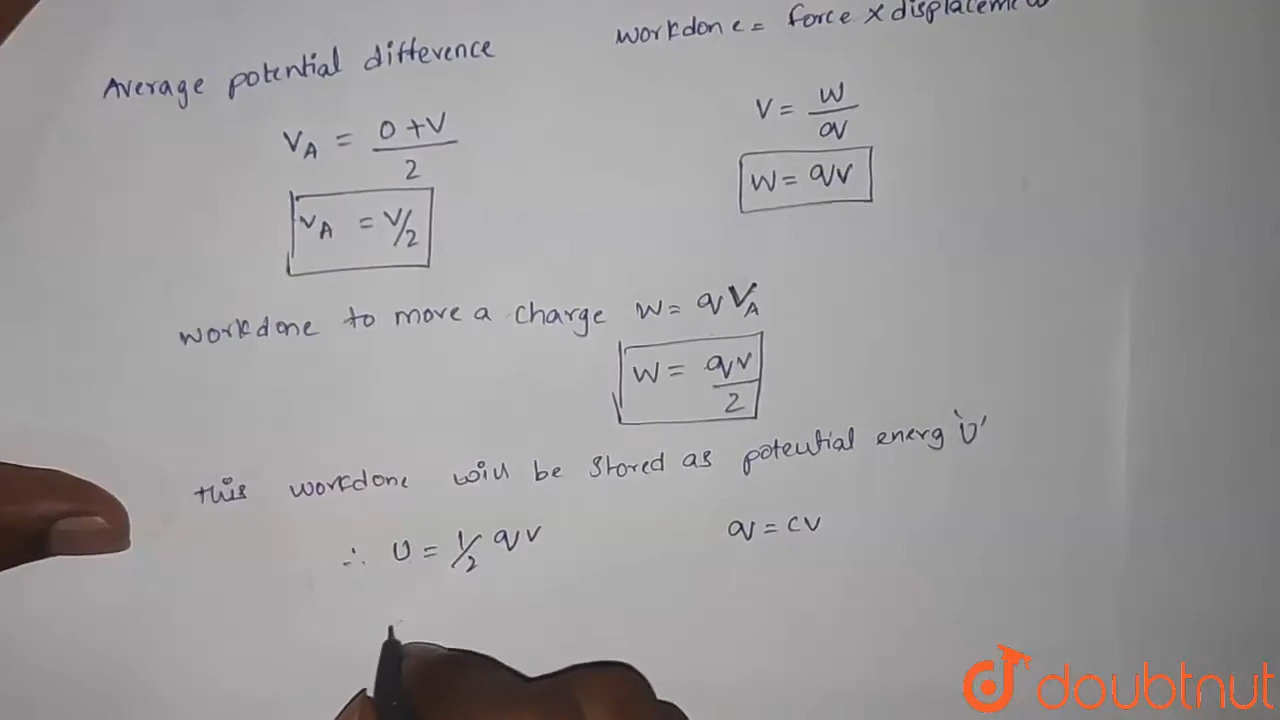 Workdone = force × displacement
Average potential difference
V_A = (0 + V)/2
V = W/q
V_A = V/2
W = qV
Workdone to move a charge W = qV_A
W = qV/2
this workdone will be stored as potential energ 'U'
∴ U = 1/2 qV
q = CV
doubtnut